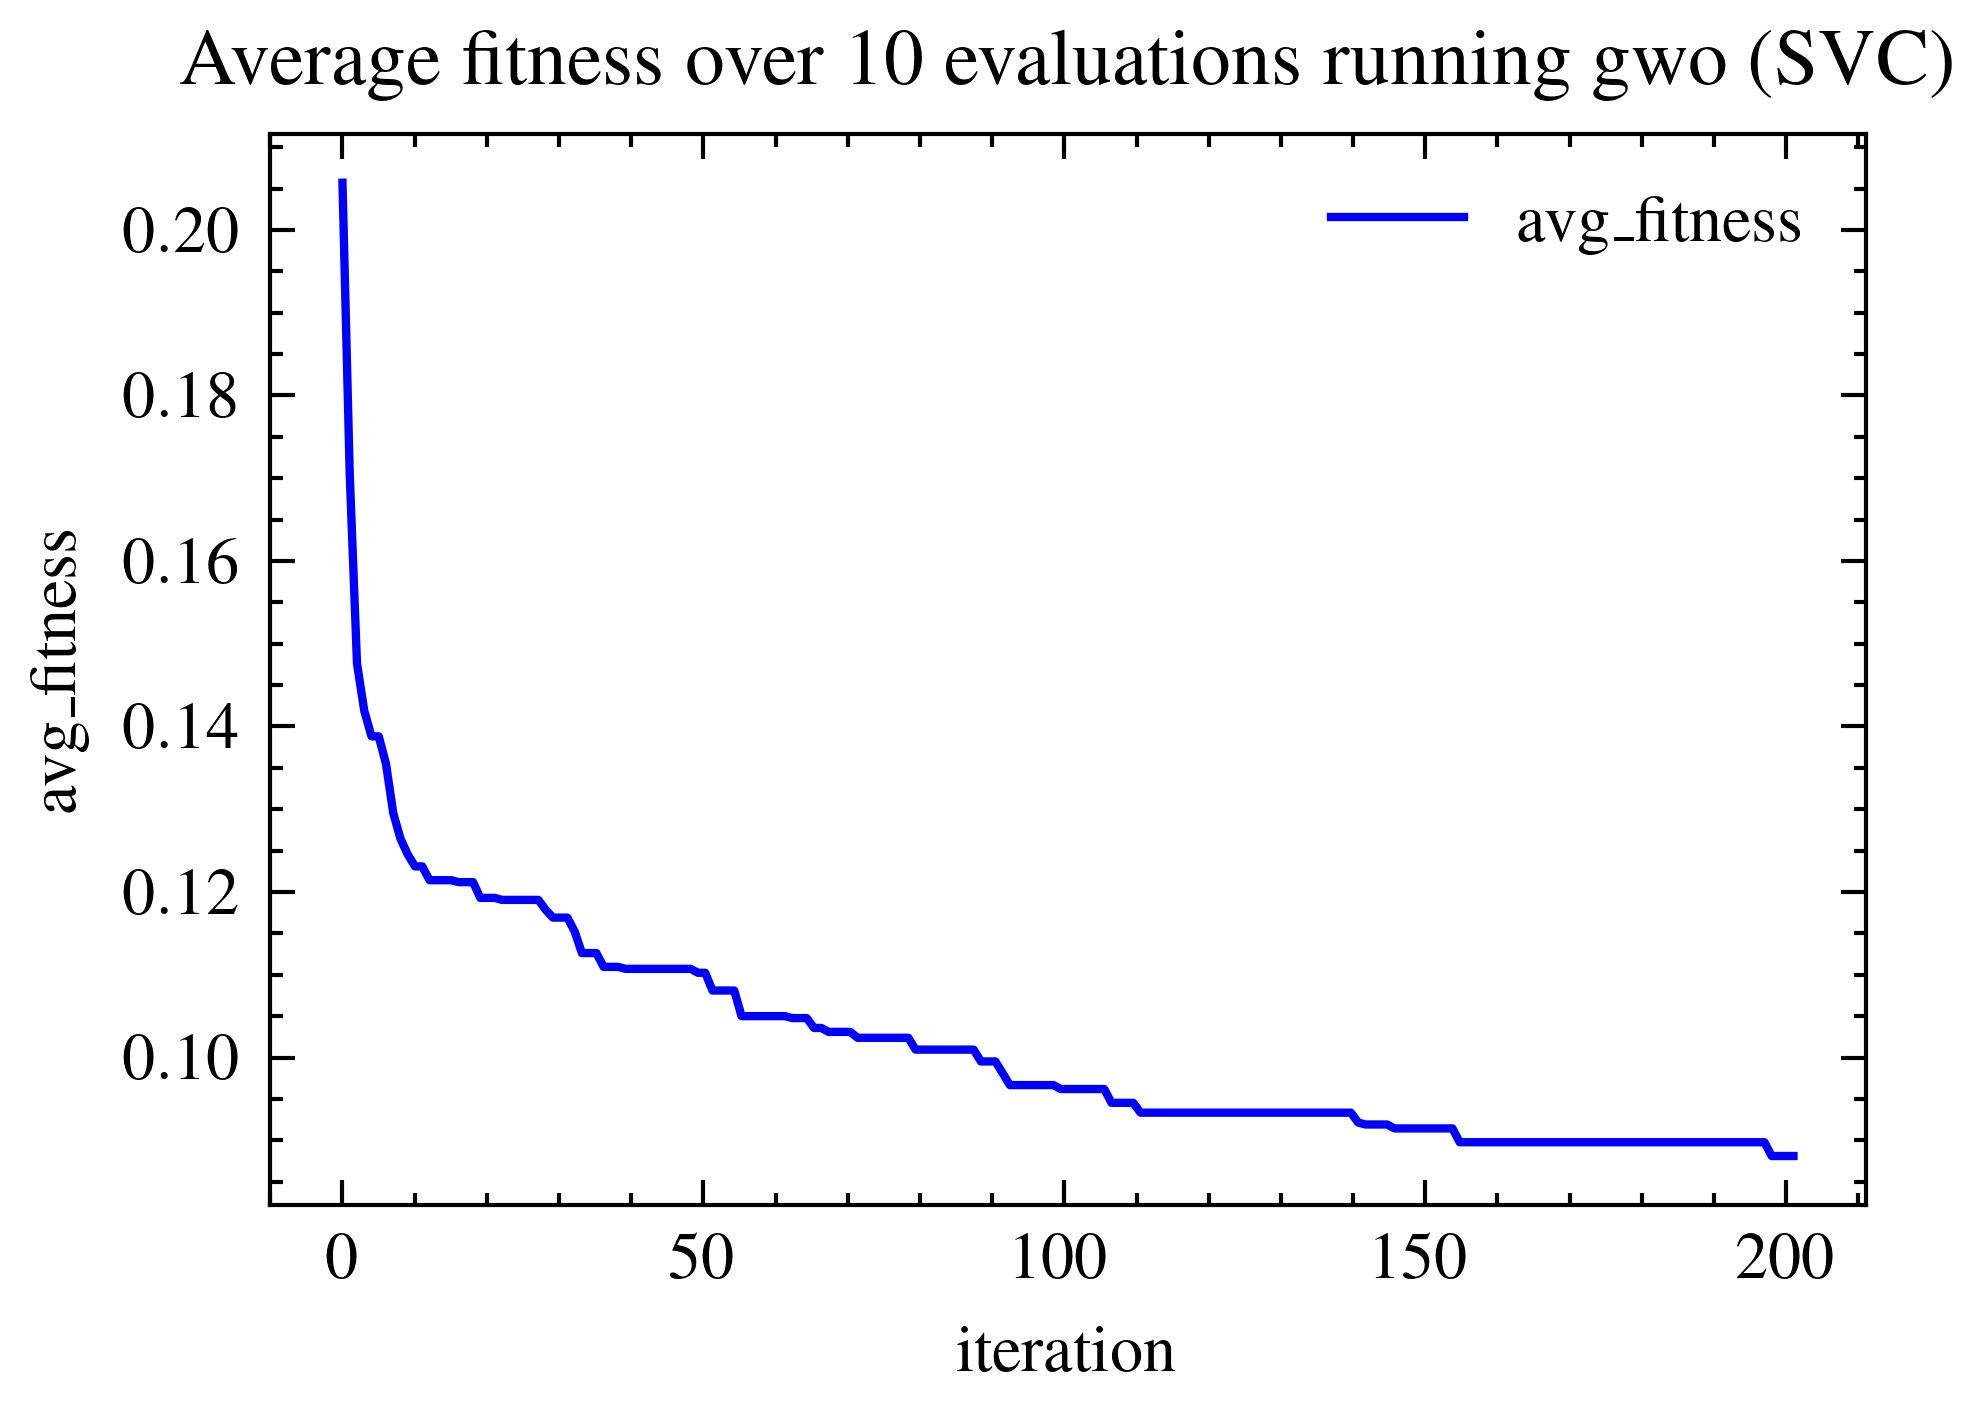 Average fitness over 10 evaluations running gwo (SVC)
avg_fitness
0.20
0.18
0.16
0.14
0.12
0.10
avg_fitness
0 50 100 150 200
iteration